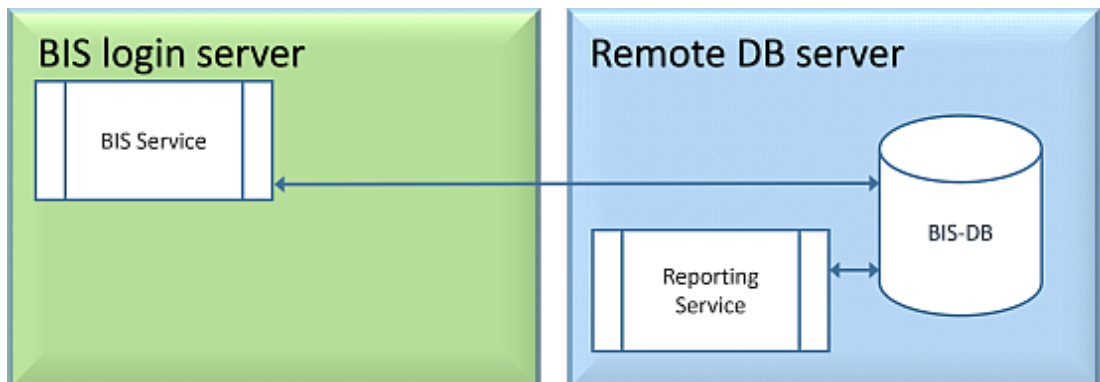 BIS login server
BIS Service
Remote DB server
BIS-DB
Reporting
Service